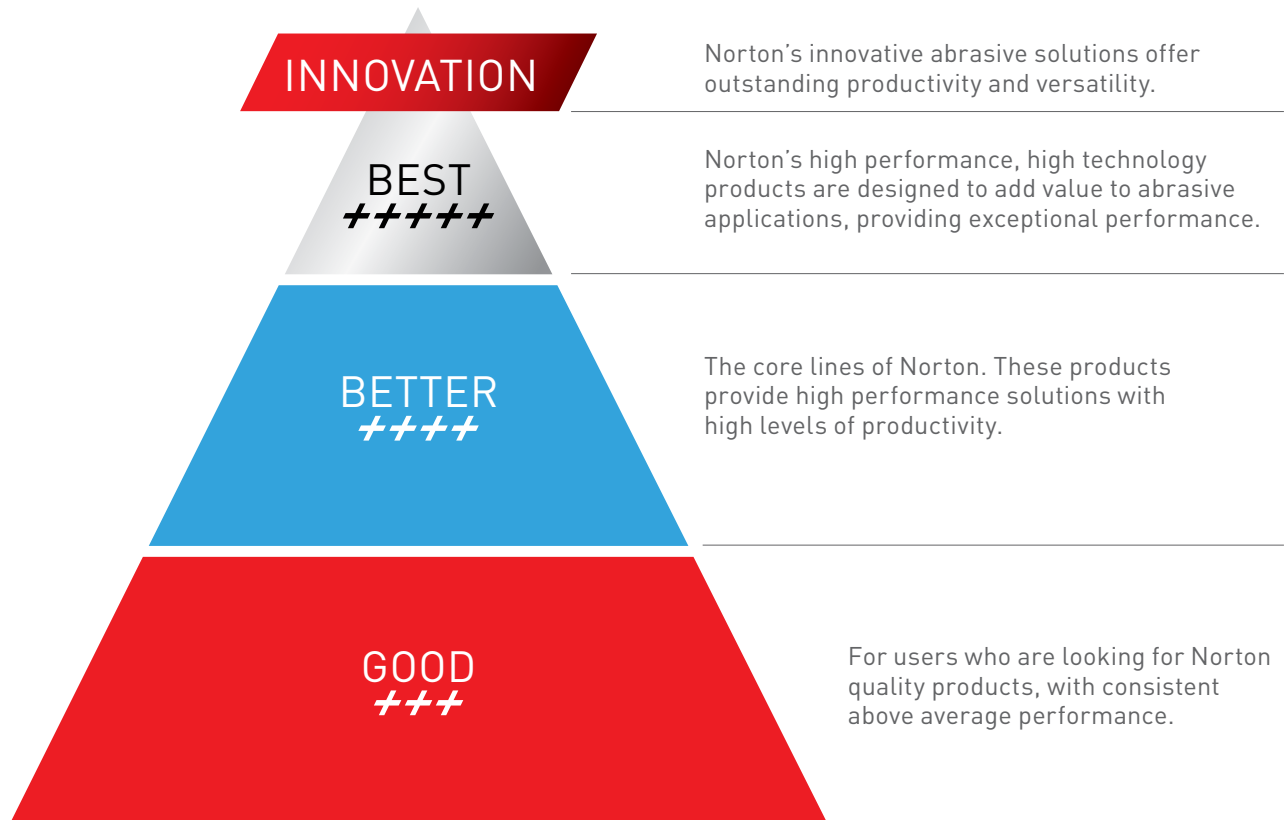 INNOVATION
Norton’s innovative abrasive solutions offer
outstanding productivity and versatility.
BEST
+++++
Norton’s high performance, high technology
products are designed to add value to abrasive
applications, providing exceptional performance.
BETTER
++++
The core lines of Norton. These products
provide high performance solutions with
high levels of productivity.
GOOD
+++
For users who are looking for Norton
quality products, with consistent
above average performance.